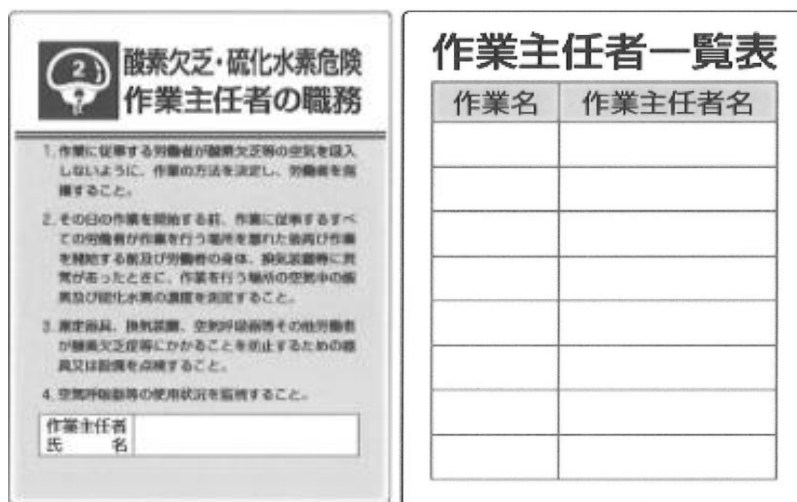 2
酸素欠乏・硫化水素危険
作業主任者の職務
1. 作業に従事する労働者が酸素欠乏等の空気を吸入
しないように、作業の方法を決定し、労働者を指
揮すること。
2. その日の作業を開始する前、作業に従事するすべ
ての労働者が作業を行う場所を離れた後再び作業
を開始する前及び労働者の身体、換気装置等に異
常があったときに、作業を行う場所の空気中の酸
素及び硫化水素の濃度を測定すること。
3. 測定器具、換気装置、空気呼吸器等その他労働者
が酸素欠乏症等にかかることを防止するための器
具又は設備を点検すること。
4. 空気呼吸器等の使用状況を監視すること。
作業主任者
氏 名
作業主任者一覧表
作業名 作業主任者名